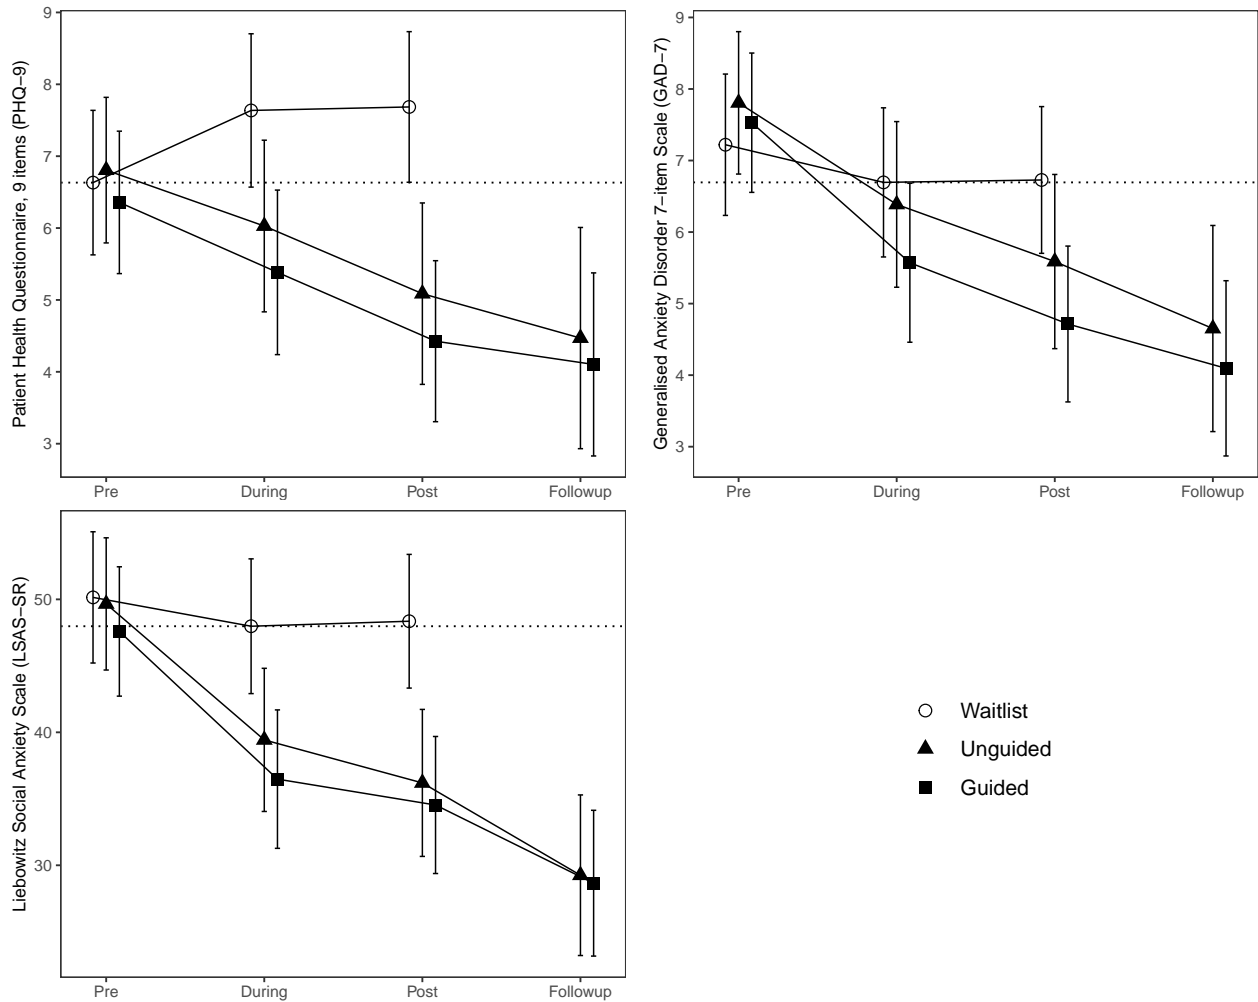 Patient Health Questionnaire, 9 items (PHQ−9)
9
8
7
6
5
4
3
Pre
During
Post
Followup
Generalised Anxiety Disorder 7−item Scale (GAD−7)
9
8
7
6
5
4
3
Pre
During
Post
Followup
Liebowitz Social Anxiety Scale (LSAS−SR)
50
40
30
Pre
During
Post
Followup
Waitlist
Unguided
Guided